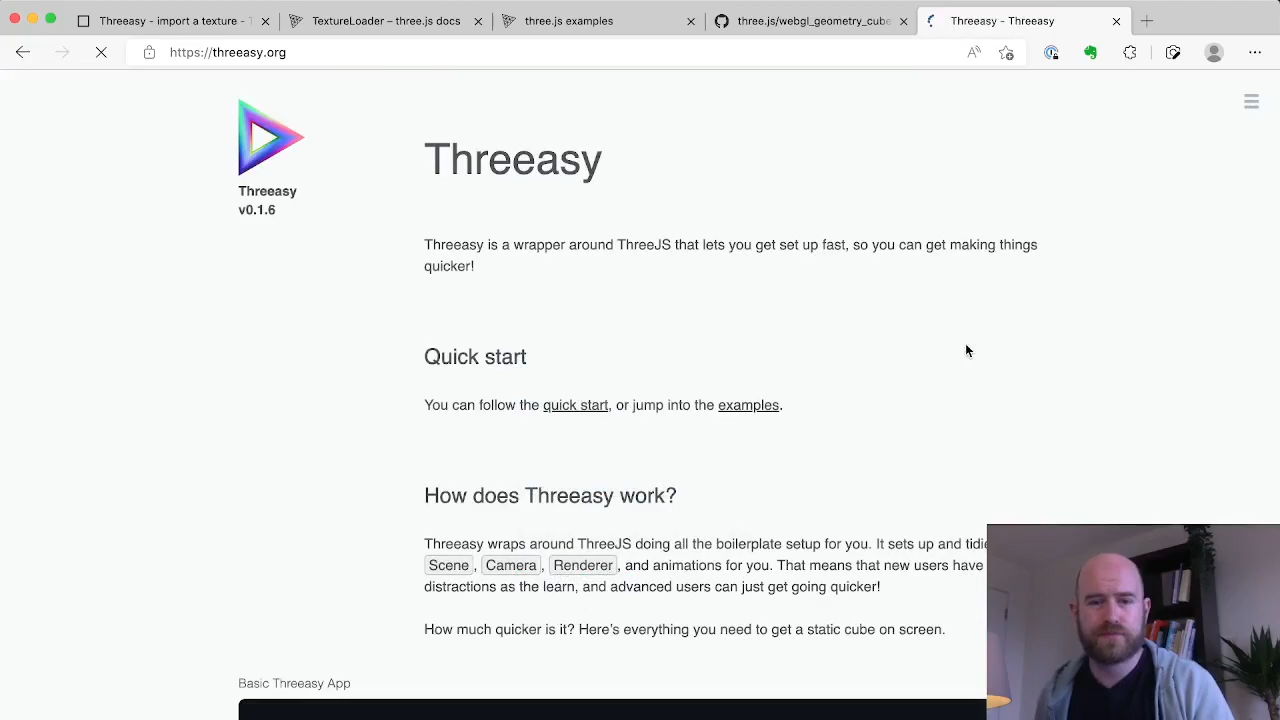 Threeasy - import a texture - T
TextureLoader – three.js docs
three.js examples
three.js/webgl_geometry_cube
Threeasy - Threeasy
https://threeasy.org
Threeasy
v0.1.6
Threeasy
Threeasy is a wrapper around ThreeJS that lets you get set up fast, so you can get making things
quicker!
Quick start
You can follow the quick start, or jump into the examples.
How does Threeasy work?
Threeasy wraps around ThreeJS doing all the boilerplate setup for you. It sets up and tidie
Scene, Camera, Renderer, and animations for you. That means that new users have
distractions as the learn, and advanced users can just get going quicker!
How much quicker is it? Here's everything you need to get a static cube on screen.
Basic Threeasy App